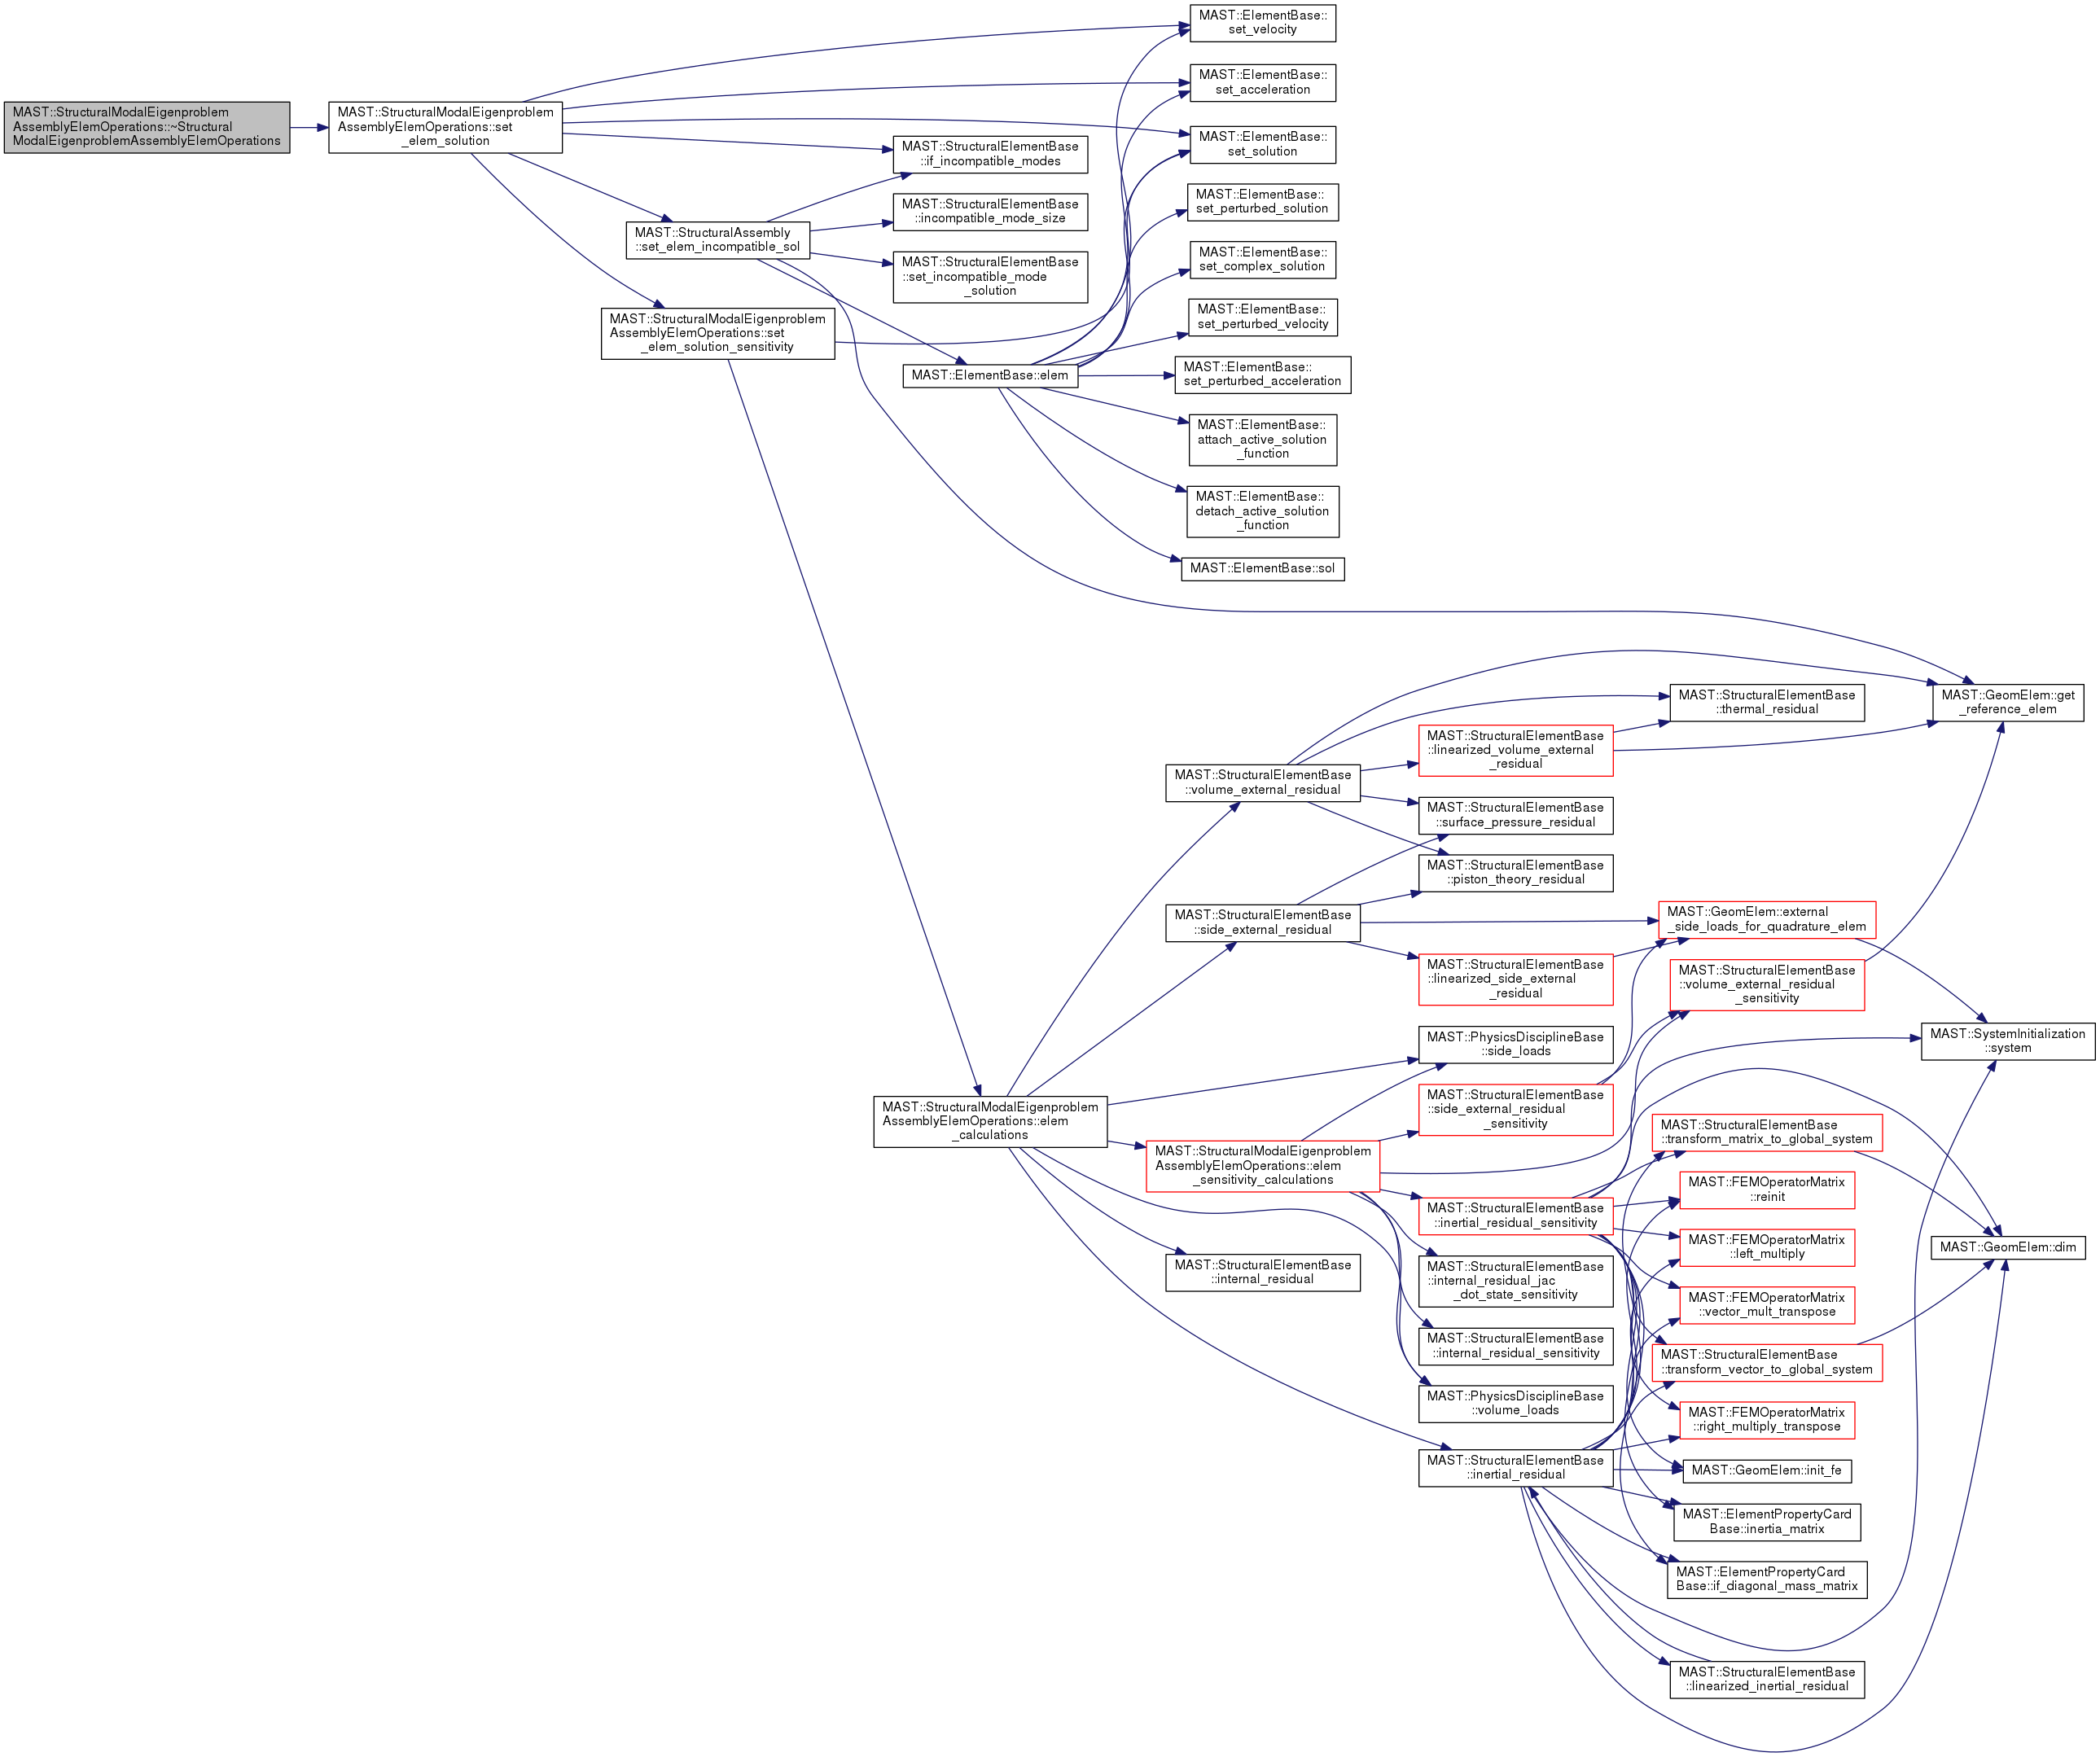 MAST::StructuralModalEigenproblem
AssemblyElemOperations::~Structural
ModalEigenproblemAssemblyElemOperations
MAST::StructuralModalEigenproblem
AssemblyElemOperations::set
_elem_solution
MAST::ElementBase::
set_velocity
MAST::ElementBase::
set_acceleration
MAST::ElementBase::
set_solution
MAST::StructuralElementBase
::if_incompatible_modes
MAST::StructuralElementBase
::incompatible_mode_size
MAST::StructuralAssembly
::set_elem_incompatible_sol
MAST::StructuralElementBase
::set_incompatible_mode
_solution
MAST::StructuralModalEigenproblem
AssemblyElemOperations::set
_elem_solution_sensitivity
MAST::ElementBase::elem
MAST::ElementBase::
set_perturbed_solution
MAST::ElementBase::
set_complex_solution
MAST::ElementBase::
set_perturbed_velocity
MAST::ElementBase::
set_perturbed_acceleration
MAST::ElementBase::
attach_active_solution
_function
MAST::ElementBase::
detach_active_solution
_function
MAST::ElementBase::sol
MAST::GeomElem::get
_reference_elem
MAST::StructuralElementBase
::thermal_residual
MAST::StructuralElementBase
::linearized_volume_external
_residual
MAST::StructuralElementBase
::volume_external_residual
MAST::StructuralElementBase
::surface_pressure_residual
MAST::StructuralElementBase
::piston_theory_residual
MAST::StructuralElementBase
::side_external_residual
MAST::GeomElem::external
_side_loads_for_quadrature_elem
MAST::StructuralElementBase
::linearized_side_external
_residual
MAST::StructuralElementBase
::volume_external_residual
_sensitivity
MAST::PhysicsDisciplineBase
::side_loads
MAST::SystemInitialization
::system
MAST::StructuralModalEigenproblem
AssemblyElemOperations::elem
_calculations
MAST::StructuralElementBase
::side_external_residual
_sensitivity
MAST::StructuralModalEigenproblem
AssemblyElemOperations::elem
_sensitivity_calculations
MAST::StructuralElementBase
::transform_matrix_to_global_system
MAST::FEMOperatorMatrix
::reinit
MAST::StructuralElementBase
::inertial_residual_sensitivity
MAST::FEMOperatorMatrix
::left_multiply
MAST::GeomElem::dim
MAST::StructuralElementBase
::internal_residual
MAST::StructuralElementBase
::internal_residual_jac
_dot_state_sensitivity
MAST::FEMOperatorMatrix
::vector_mult_transpose
MAST::StructuralElementBase
::internal_residual_sensitivity
MAST::StructuralElementBase
::transform_vector_to_global_system
MAST::PhysicsDisciplineBase
::volume_loads
MAST::FEMOperatorMatrix
::right_multiply_transpose
MAST::StructuralElementBase
::inertial_residual
MAST::GeomElem::init_fe
MAST::ElementPropertyCard
Base::inertia_matrix
MAST::ElementPropertyCard
Base::if_diagonal_mass_matrix
MAST::StructuralElementBase
::linearized_inertial_residual